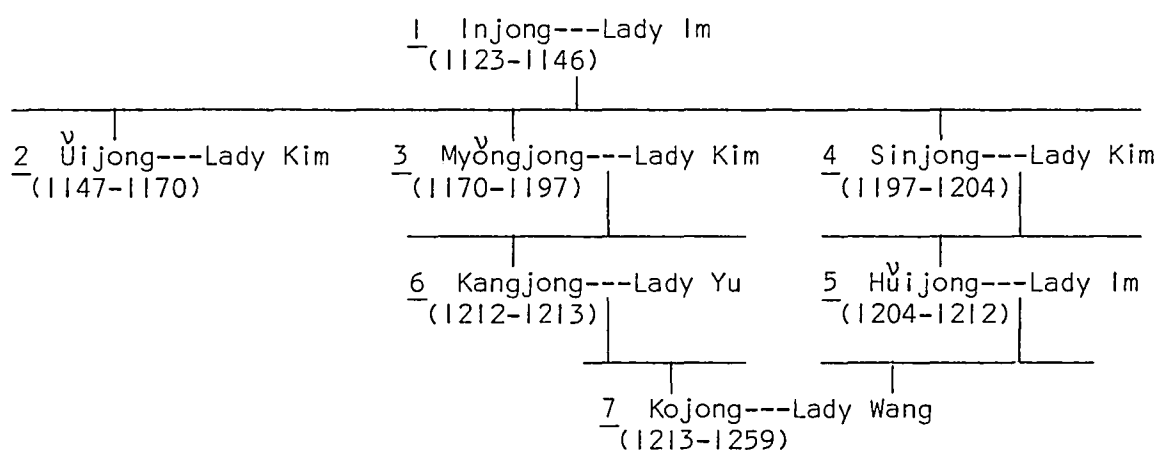 1 Injong---Lady Im
(1123-1146)
2 Ŭijong---Lady Kim 3 Myŏngjong---Lady Kim 4 Sinjong---Lady Kim
(1147-1170) (1170-1197) (1197-1204)
6 Kangjong---Lady Yu 5 Hŭijong---Lady Im
(1212-1213) (1204-1212)
7 Kojong---Lady Wang
(1213-1259)